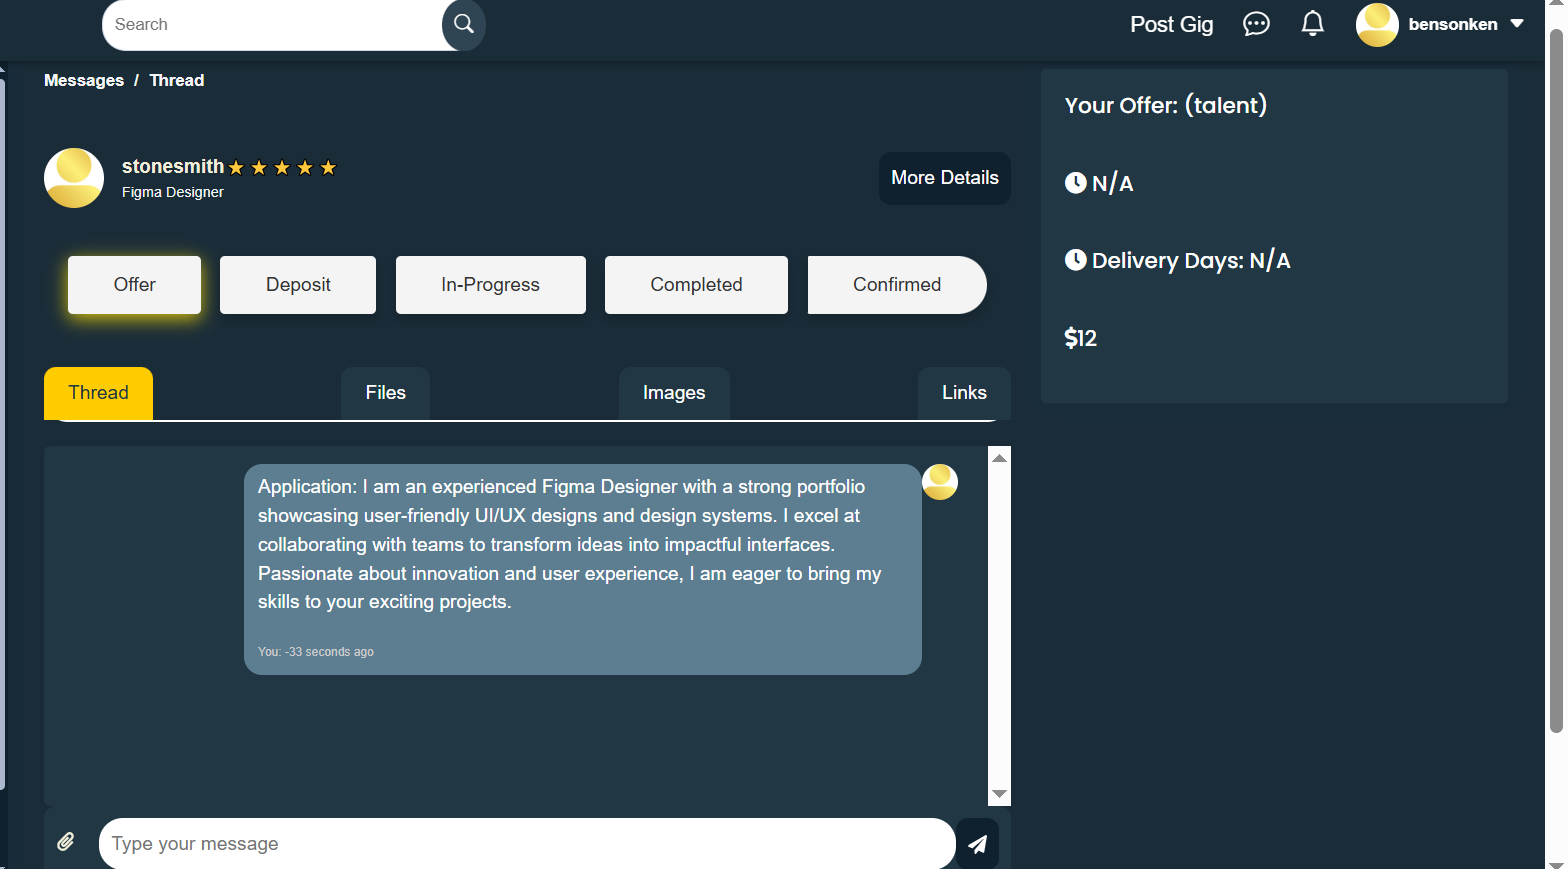 Search
Post Gig
bensonken
Messages / Thread
stonesmith
Figma Designer
More Details
Offer
Deposit
In-Progress
Completed
Confirmed
Thread
Files
Images
Links
Application: I am an experienced Figma Designer with a strong portfolio
showcasing user-friendly UI/UX designs and design systems. I excel at
collaborating with teams to transform ideas into impactful interfaces.
Passionate about innovation and user experience, I am eager to bring my
skills to your exciting projects.
You: -33 seconds ago
Type your message
Your Offer: (talent)
N/A
Delivery Days: N/A
$12